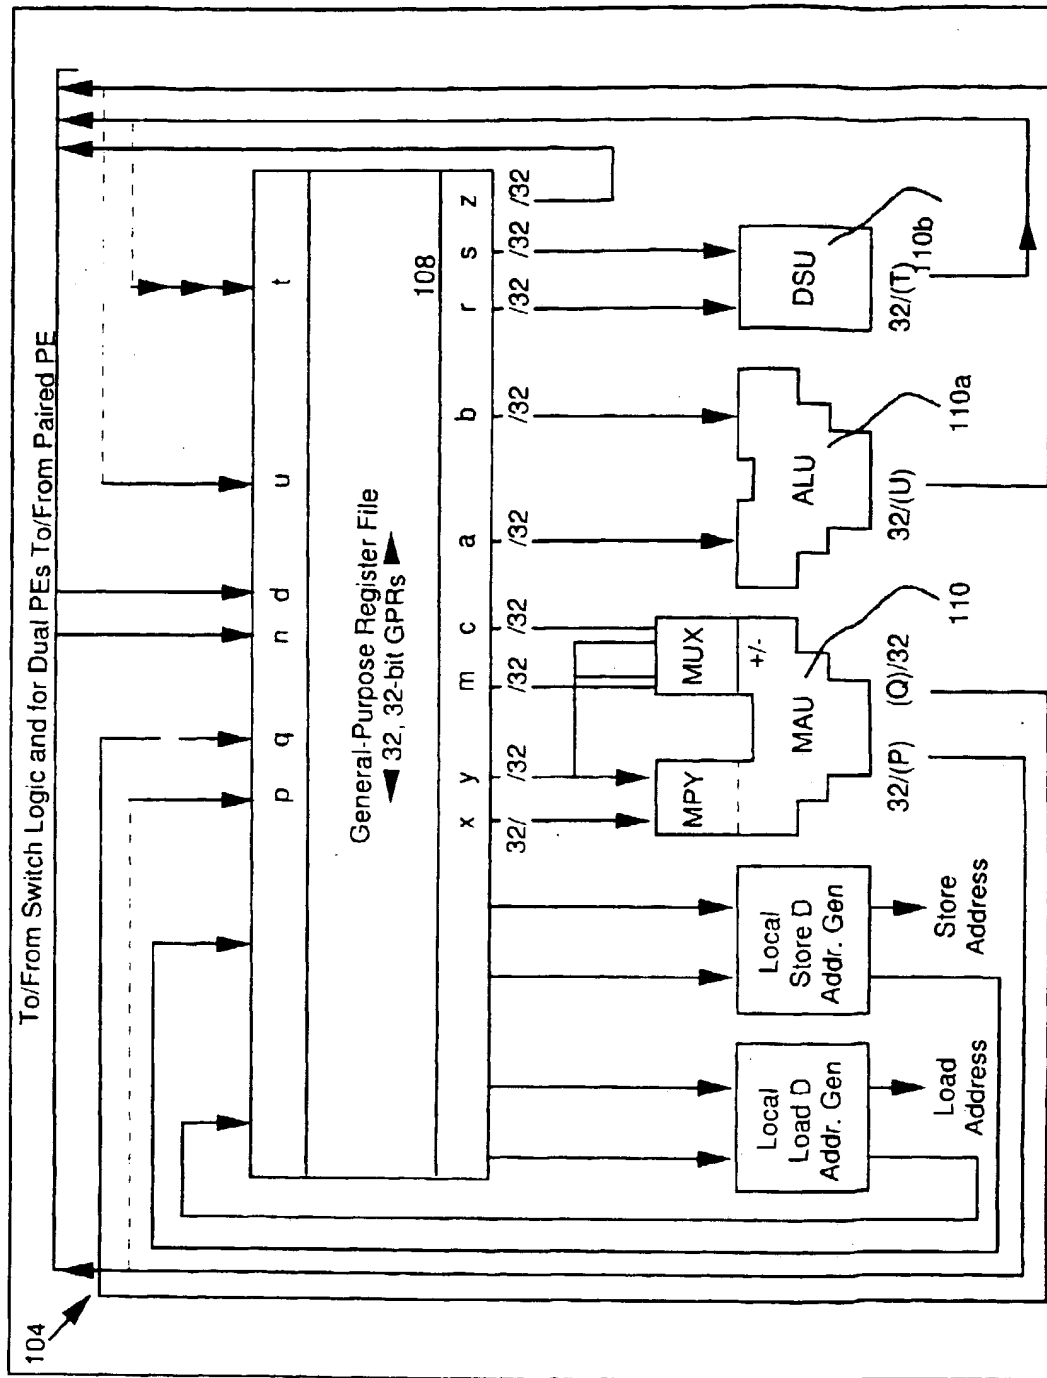 104
To/From Switch Logic and for Dual PEs To/From Paired PE
p q n d u t
General-Purpose Register File
◄ 32, 32-bit GPRs ►
108
x y m c a b r s z
32/ /32 /32 /32 /32 /32 /32 /32 /32
Local
Load D
Addr. Gen
Local
Store D
Addr. Gen
MPY
MUX
+/-
MAU
ALU
DSU
Load
Address
Store
Address
32/(P)
(Q)/32
110
32/(U)
110a
32/(T)
110b